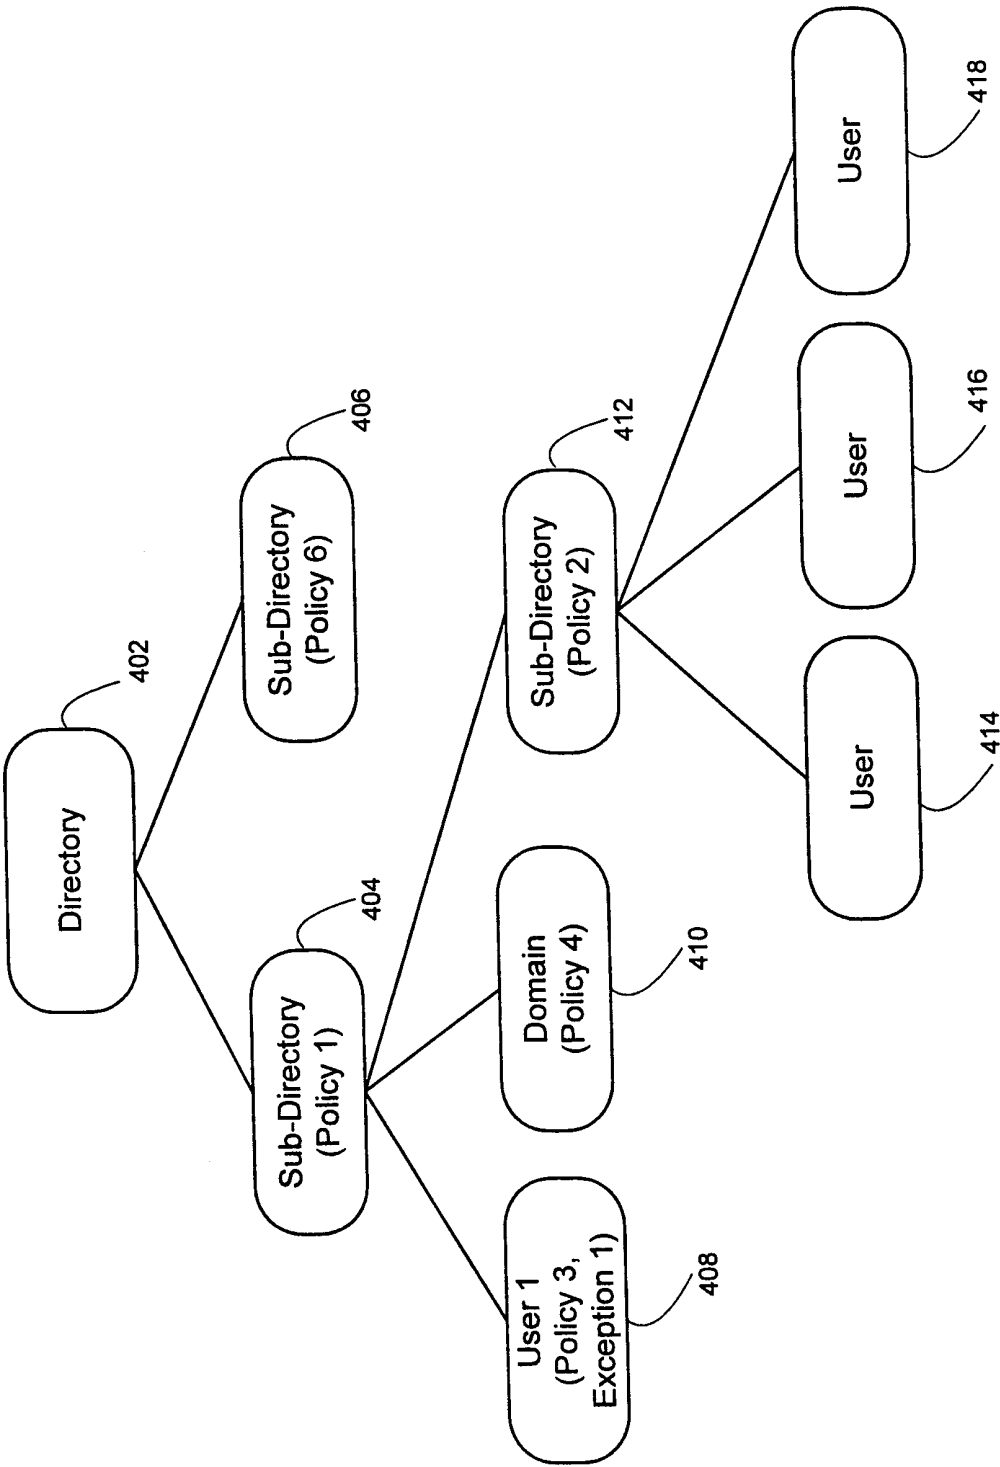 Directory
402
Sub-Directory
(Policy 1)
404
Sub-Directory
(Policy 6)
406
User 1
(Policy 3,
Exception 1)
408
Domain
(Policy 4)
410
Sub-Directory
(Policy 2)
412
User
414
User
416
User
418